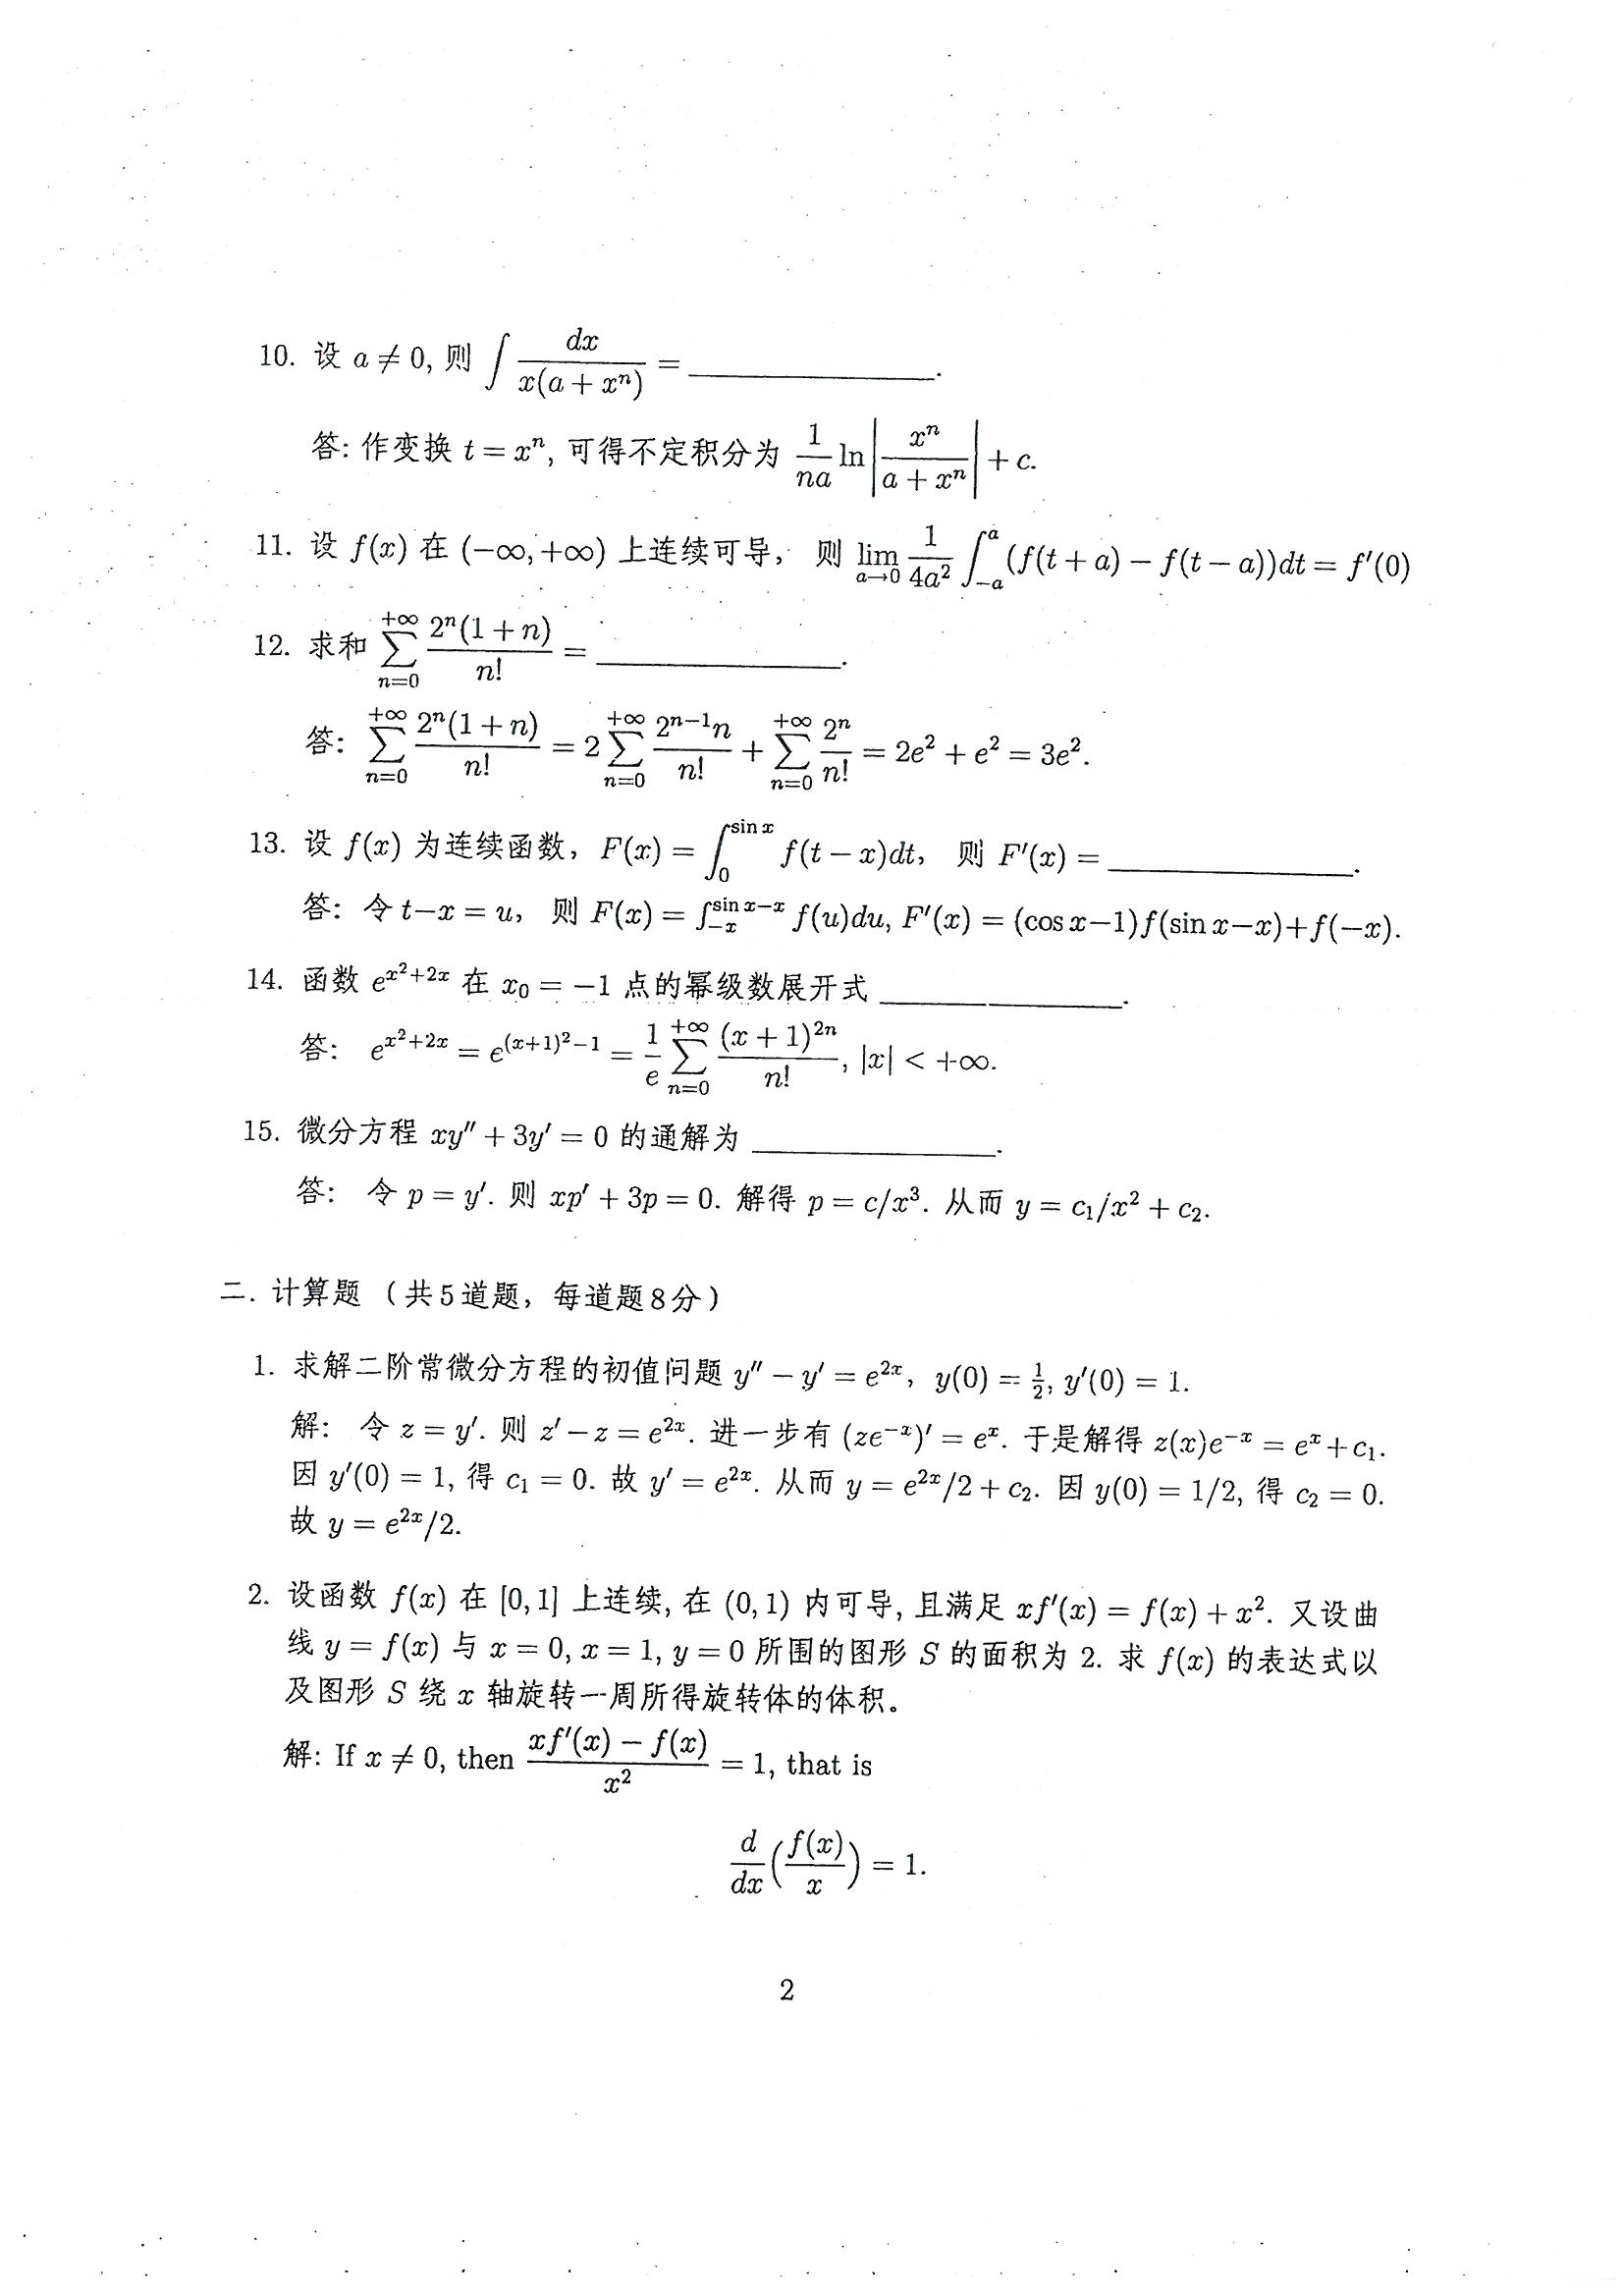 10. 设 $a \neq 0$, 则 $\int \frac{dx}{x(a+x^n)} =$ ____________.
答: 作变换 $t = x^n$, 可得不定积分为 $\frac{1}{na} \ln \left| \frac{x^n}{a+x^n} \right| + c.$
11. 设 $f(x)$ 在 $(-\infty, +\infty)$ 上连续可导, 则 $\lim_{a \to 0} \frac{1}{4a^2} \int_{-a}^{a} (f(t+a) - f(t-a))dt = f'(0)$
12. 求和 $\sum_{n=0}^{+\infty} \frac{2^n(1+n)}{n!} =$ ____________.
答: $\sum_{n=0}^{+\infty} \frac{2^n(1+n)}{n!} = 2 \sum_{n=0}^{+\infty} \frac{2^{n-1}n}{n!} + \sum_{n=0}^{+\infty} \frac{2^n}{n!} = 2e^2 + e^2 = 3e^2.$
13. 设 $f(x)$ 为连续函数, $F(x) = \int_0^{\sin x} f(t-x)dt$, 则 $F'(x) =$ ____________.
答: 令 $t-x = u$, 则 $F(x) = \int_{-x}^{\sin x-x} f(u)du, F'(x) = (\cos x-1)f(\sin x-x)+f(-x).$
14. 函数 $e^{x^2+2x}$ 在 $x_0 = -1$ 点的幂级数展开式 ____________.
答: $e^{x^2+2x} = e^{(x+1)^2-1} = \frac{1}{e} \sum_{n=0}^{+\infty} \frac{(x+1)^{2n}}{n!}, |x| < +\infty.$
15. 微分方程 $xy'' + 3y' = 0$ 的通解为 ____________.
答: 令 $p = y'$. 则 $xp' + 3p = 0$. 解得 $p = c/x^3$. 从而 $y = c_1/x^2 + c_2.$
二. 计算题 (共5道题, 每道题8分)
1. 求解二阶常微分方程的初值问题 $y'' - y' = e^{2x}$, $y(0) = \frac{1}{2}, y'(0) = 1.$
解: 令 $z = y'$. 则 $z' - z = e^{2x}$. 进一步有 $(ze^{-x})' = e^x$. 于是解得 $z(x)e^{-x} = e^x + c_1.$
因 $y'(0) = 1$, 得 $c_1 = 0$. 故 $y' = e^{2x}$. 从而 $y = e^{2x}/2 + c_2$. 因 $y(0) = 1/2$, 得 $c_2 = 0.$
故 $y = e^{2x}/2.$
2. 设函数 $f(x)$ 在 $[0, 1]$ 上连续, 在 $(0, 1)$ 内可导, 且满足 $xf'(x) = f(x) + x^2$. 又设曲
线 $y = f(x)$ 与 $x = 0, x = 1, y = 0$ 所围的图形 $S$ 的面积为 2. 求 $f(x)$ 的表达式以
及图形 $S$ 绕 $x$ 轴旋转一周所得旋转体的体积。
解: If $x \neq 0$, then $\frac{xf'(x) - f(x)}{x^2} = 1$, that is
$\frac{d}{dx} \left( \frac{f(x)}{x} \right) = 1.$
2